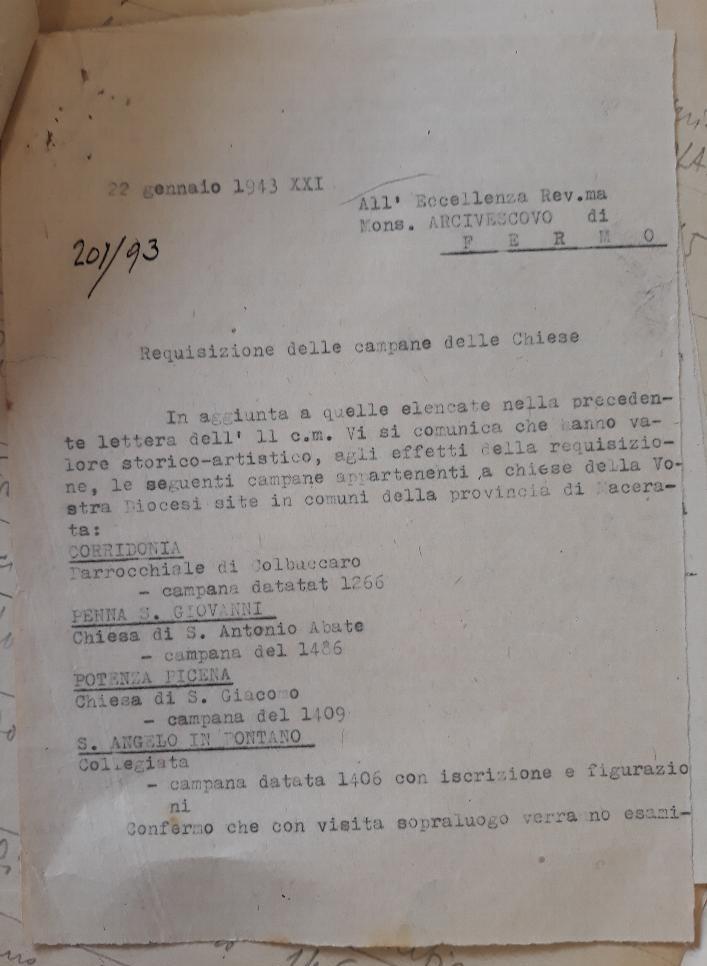 22 gennaio 1943 XXI
All' Eccellenza Rev.ma
Mons. ARCIVESCOVO di
F E R M O
201/93
Requisizione delle campane delle Chiese
In aggiunta a quelle elencate nella preceden-
te lettera dell' 11 c.m. Vi si comunica che hanno va-
lore storico-artistico, agli effetti della requisizio-
ne, le seguenti campane appartenenti a chiese della Vo-
stra Diocesi site in comuni della provincia di Macera-
ta:
CORRIDONIA
Parrocchiale di Colbuccaro
- campana datatat 1266
PENNA S. GIOVANNI
Chiesa di S. Antonio Abate
- campana del 1486
POTENZA PICENA
Chiesa di S. Giacomo
- campana del 1409
S. ANGELO IN PONTANO
Collegiata
- campana datata 1406 con iscrizione e figurazio
ni
Confermo che con visita sopraluogo verranno esami-